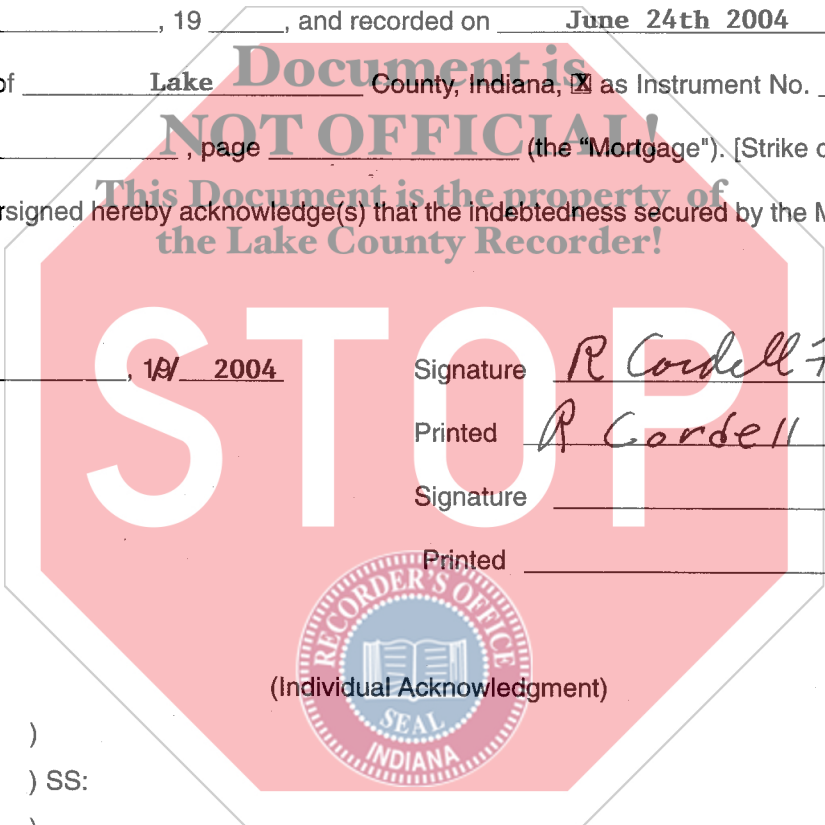 , 19 , and recorded on June 24th 2004
Document is
of Lake County, Indiana, X as Instrument No.
NOT OFFICIAL!
, page (the "Mortgage"). [Strike
This Document is the property of
rsigned hereby acknowledge(s) that the indebtedness secured by the M
the Lake County Recorder!
STOP
, 19 2004 Signature R Cordell
Printed R Cordell
Signature
Printed
RECORDER'S OFFICE
(Individual Acknowledgment)
SEAL
INDIANA
)
) SS:
)